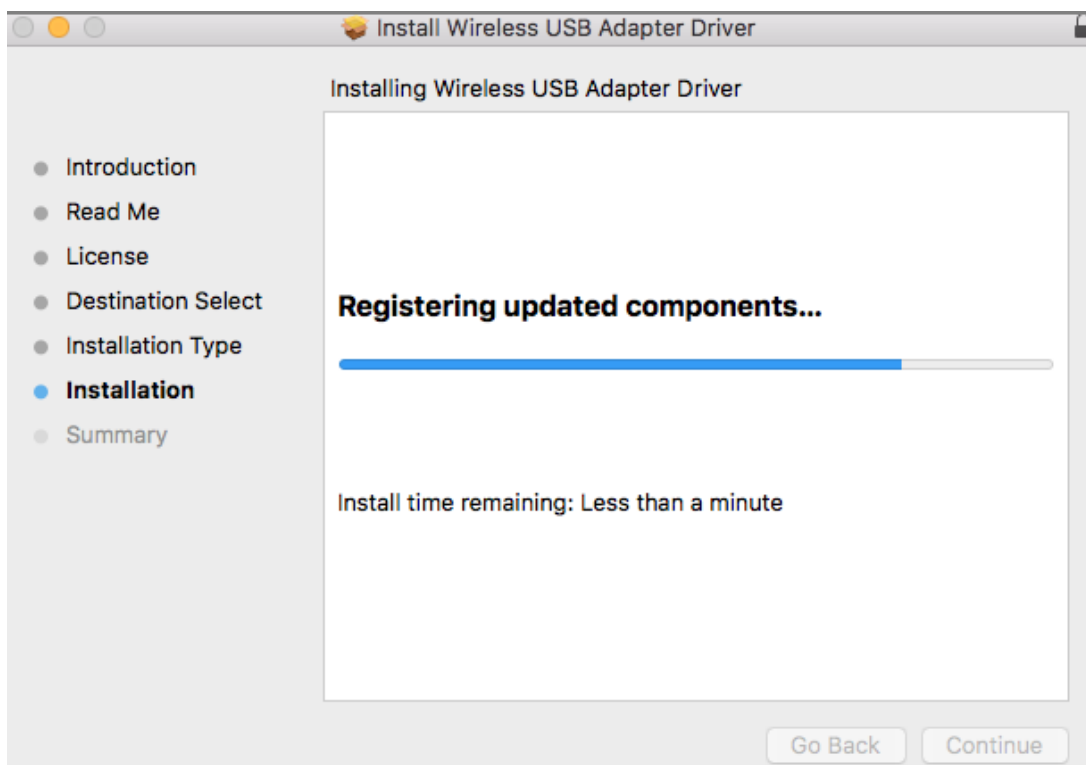 Install Wireless USB Adapter Driver
Installing Wireless USB Adapter Driver
Introduction
Read Me
License
Destination Select
Installation Type
Installation
Summary
Registering updated components...
Install time remaining: Less than a minute
Go Back
Continue